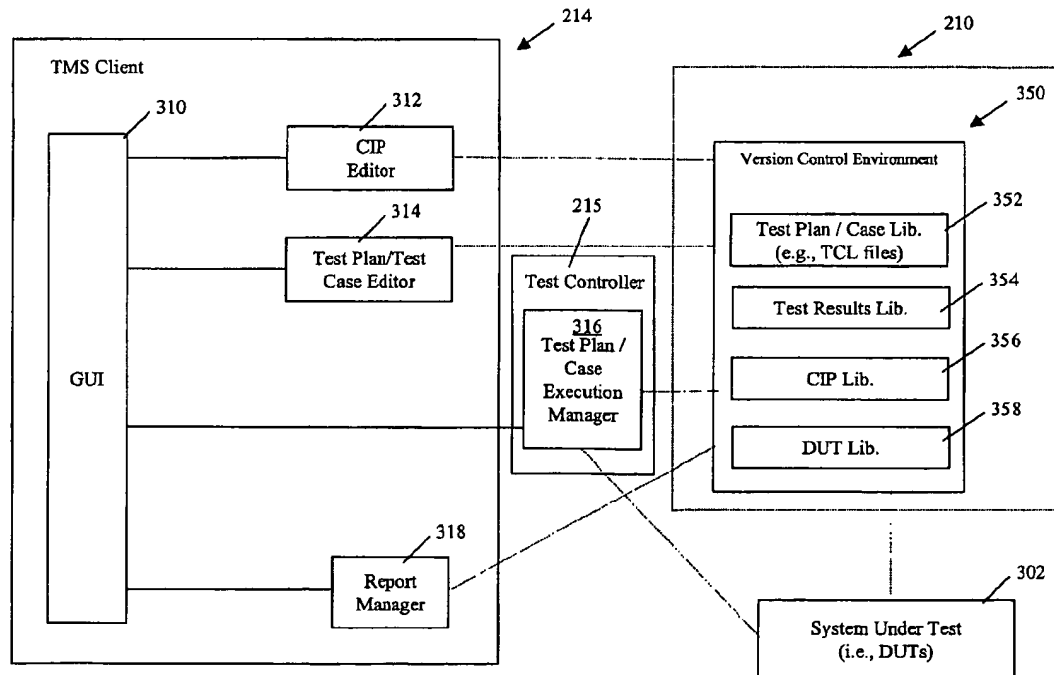 214
210
TMS Client
350
310
312
CIP
Editor
Version Control Environment
314
352
Test Plan/Test
Case Editor
215
Test Plan / Case Lib.
(e.g., TCL files)
Test Controller
354
316
Test Plan /
Case
Execution
Manager
Test Results Lib.
356
GUI
CIP Lib.
358
DUT Lib.
318
Report
Manager
302
System Under Test
(i.e., DUTs)